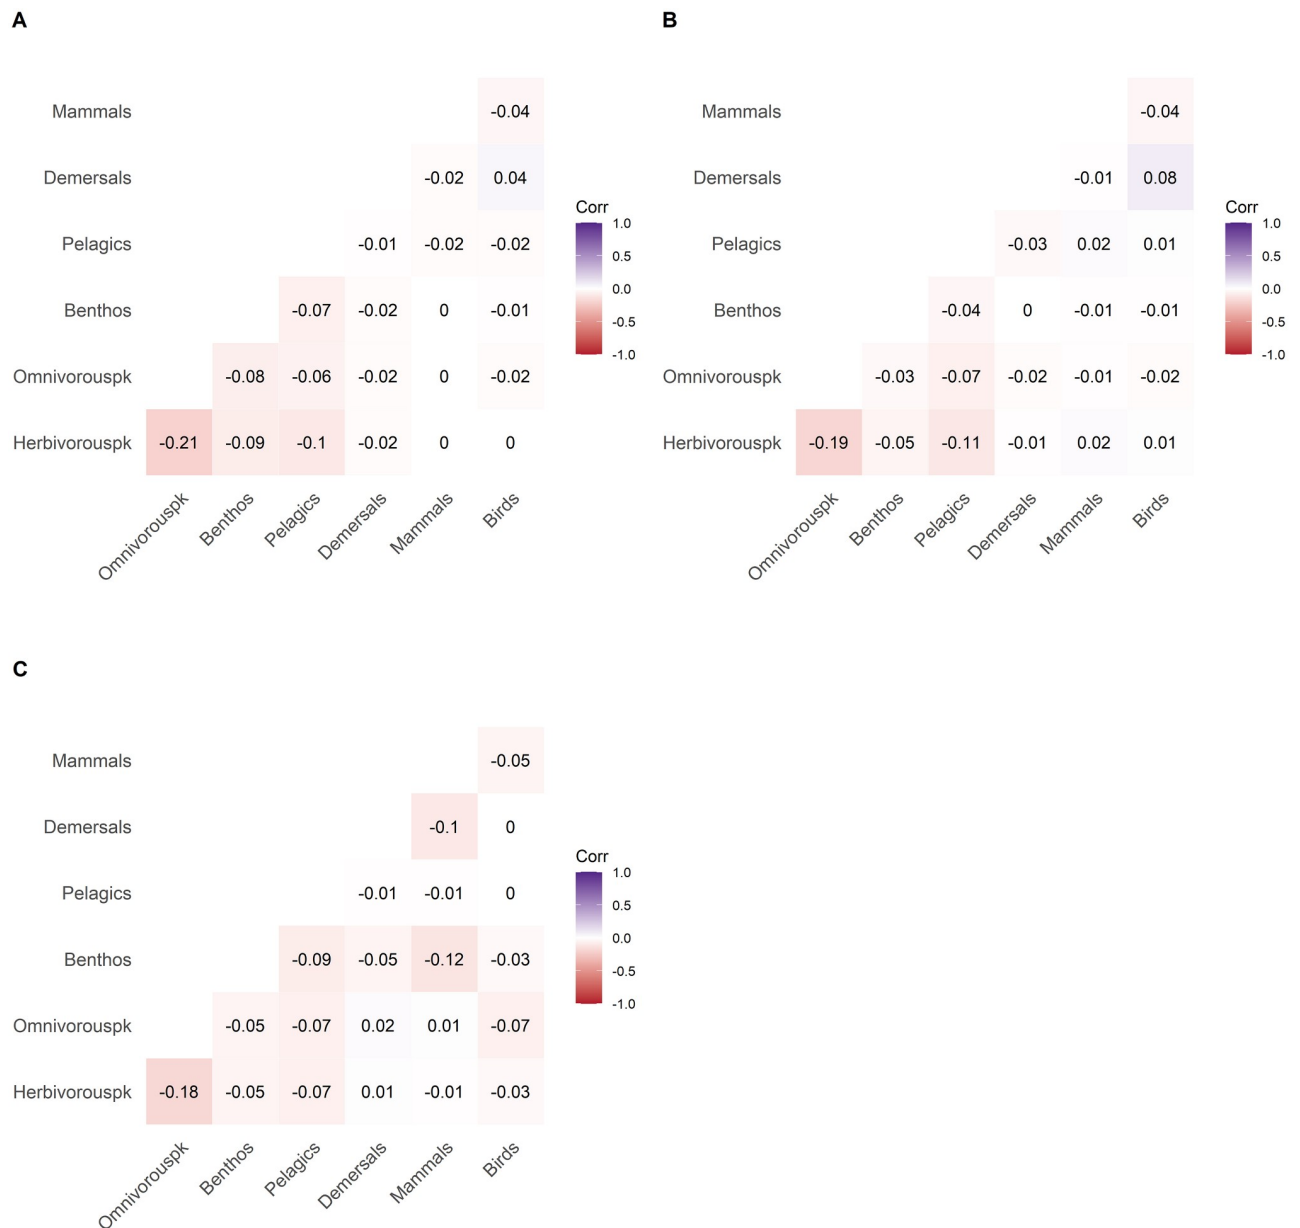 A
Mammals -0.04
Demersals -0.02 0.04
Pelagics -0.01 -0.02 -0.02
Benthos -0.07 -0.02 0 -0.01
Omnivorouspk -0.08 -0.06 -0.02 0 -0.02
Herbivorouspk -0.21 -0.09 -0.1 -0.02 0 0
Omnivorouspk Benthos Pelagics Demersals Mammals Birds
Corr
1.0
0.5
0.0
-0.5
-1.0
B
Mammals -0.04
Demersals -0.01 0.08
Pelagics -0.03 0.02 0.01
Benthos -0.04 0 -0.01 -0.01
Omnivorouspk -0.03 -0.07 -0.02 -0.01 -0.02
Herbivorouspk -0.19 -0.05 -0.11 -0.01 0.02 0.01
Omnivorouspk Benthos Pelagics Demersals Mammals Birds
Corr
1.0
0.5
0.0
-0.5
-1.0
C
Mammals -0.05
Demersals -0.1 0
Pelagics -0.01 -0.01 0
Benthos -0.09 -0.05 -0.12 -0.03
Omnivorouspk -0.05 -0.07 0.02 0.01 -0.07
Herbivorouspk -0.18 -0.05 -0.07 0.01 -0.01 -0.03
Omnivorouspk Benthos Pelagics Demersals Mammals Birds
Corr
1.0
0.5
0.0
-0.5
-1.0